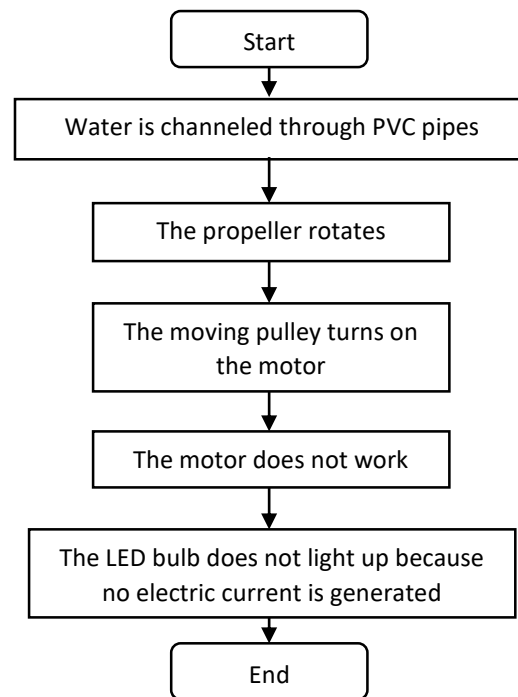 Start
Water is channeled through PVC pipes
The propeller rotates
The moving pulley turns on
the motor
The motor does not work
The LED bulb does not light up because
no electric current is generated
End